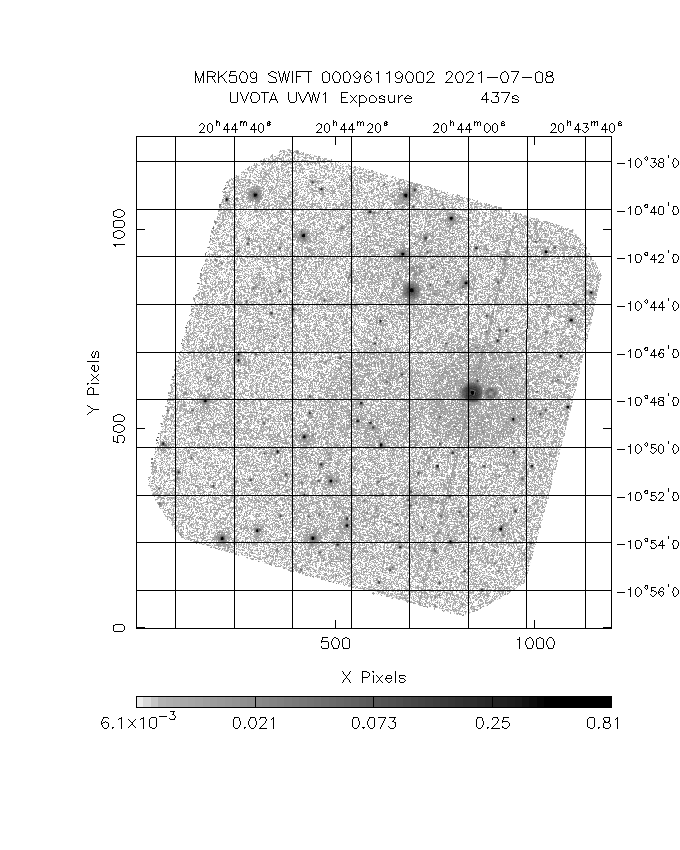 MRK509 SWIFT 00096119002 2021-07-08
UVOTA UVW1 Exposure 437s
20ʰ44ᵐ40ˢ 20ʰ44ᵐ20ˢ 20ʰ44ᵐ00ˢ 20ʰ43ᵐ40ˢ
-10°38'0
-10°40'0
-10°42'0
-10°44'0
-10°46'0
-10°48'0
-10°50'0
-10°52'0
-10°54'0
-10°56'0
1000
500
0
Y Pixels
500 1000
X Pixels
6.1×10⁻³ 0.021 0.073 0.25 0.81